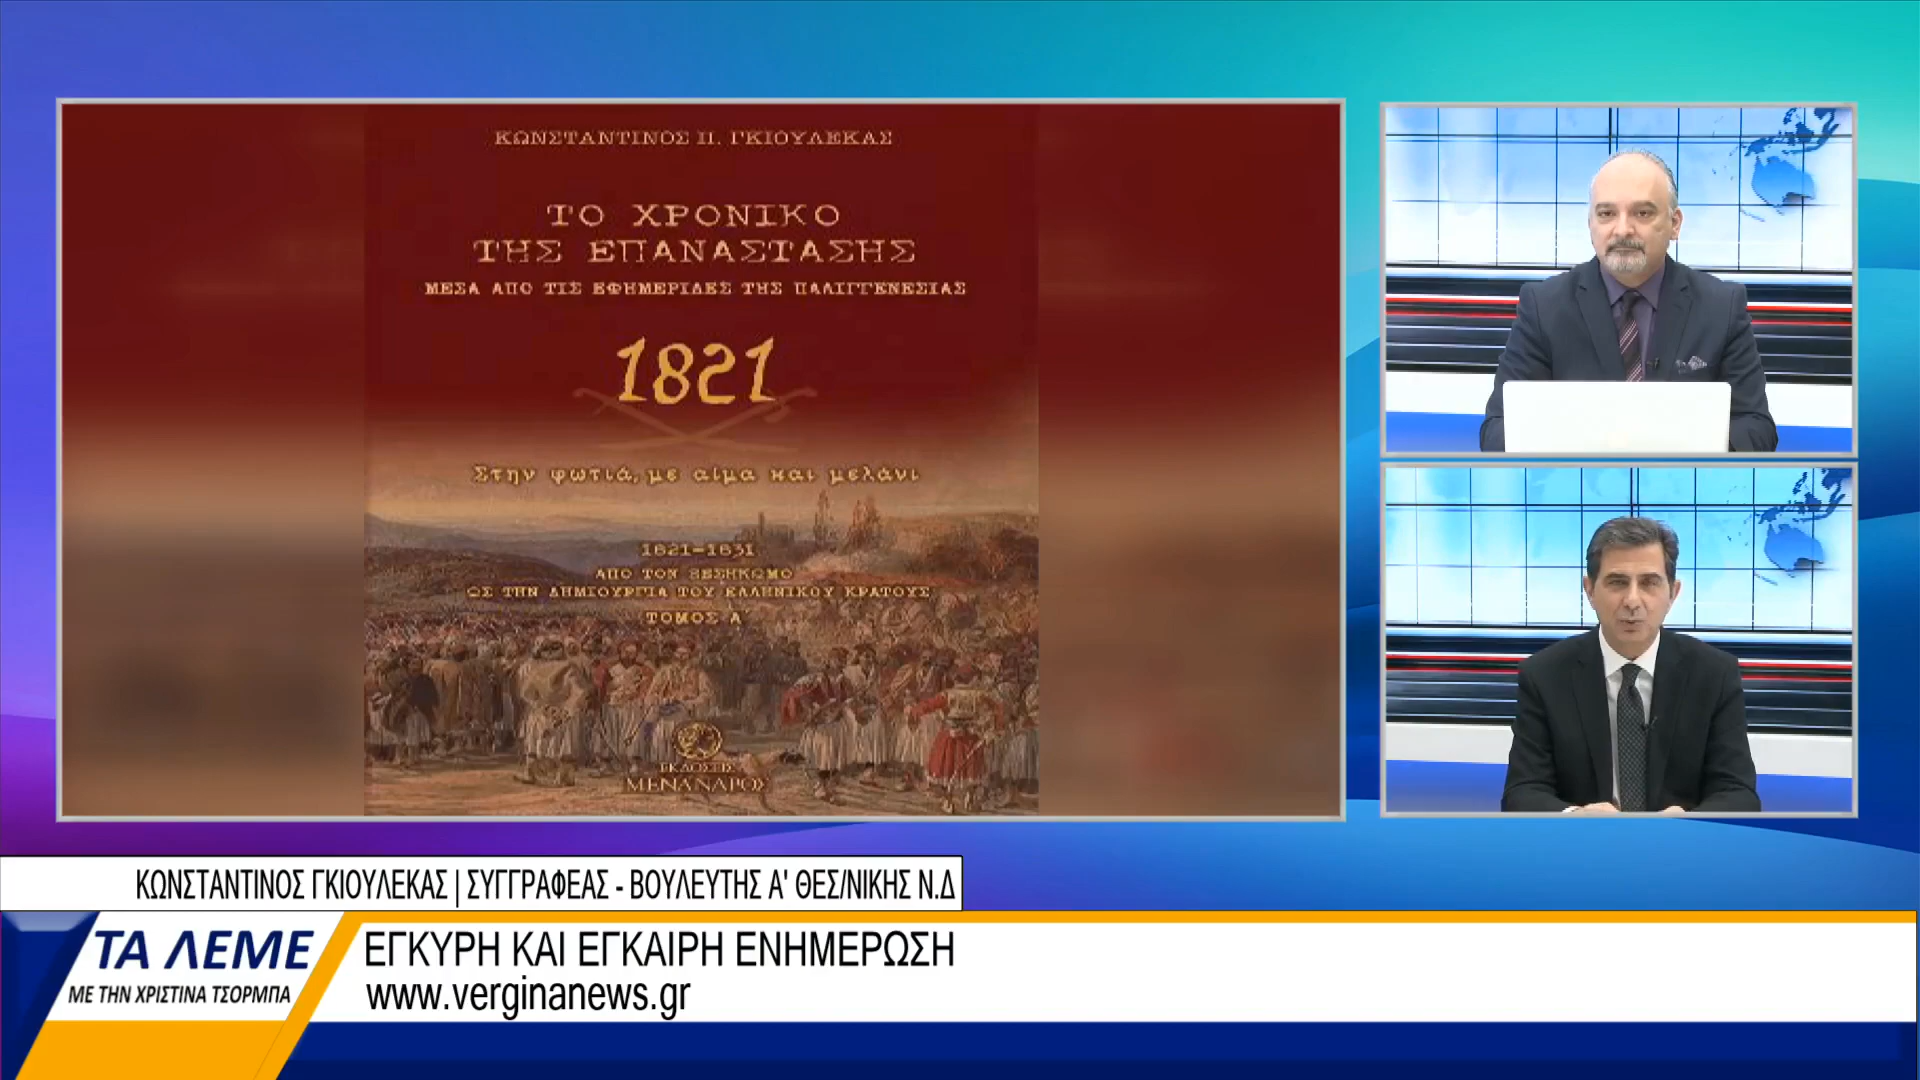 ΚΩΝΣΤΑΝΤΙΝΟΣ Π. ΓΚΙΟΥΛΕΚΑΣ
ΤΟ ΧΡΟΝΙΚΟ
ΤΗΣ ΕΠΑΝΑΣΤΑΣΗΣ
ΜΕΣΑ ΑΠΟ ΤΙΣ ΕΦΗΜΕΡΙΔΕΣ ΤΗΣ ΠΑΛΙΓΓΕΝΕΣΙΑΣ
1821
Στην φωτιά, με αίμα και μελάνι
1821-1831
ΑΠΟ ΤΟΝ ΞΕΣΗΚΩΜΟ
ΩΣ ΤΗΝ ΔΗΜΙΟΥΡΓΙΑ ΤΟΥ ΕΛΛΗΝΙΚΟΥ ΚΡΑΤΟΥΣ
ΤΟΜΟΣ Α΄
ΕΚΔΟΣΕΙΣ
ΜΕΝΑΝΔΡΟΣ
ΚΩΝΣΤΑΝΤΙΝΟΣ ΓΚΙΟΥΛΕΚΑΣ | ΣΥΓΓΡΑΦΕΑΣ - ΒΟΥΛΕΥΤΗΣ Α' ΘΕΣ/ΝΙΚΗΣ Ν.Δ
ΤΑ ΛΕΜΕ
ΜΕ ΤΗΝ ΧΡΙΣΤΙΝΑ ΤΣΟΡΜΠΑ
ΕΓΚΥΡΗ ΚΑΙ ΕΓΚΑΙΡΗ ΕΝΗΜΕΡΩΣΗ
www.verginanews.gr